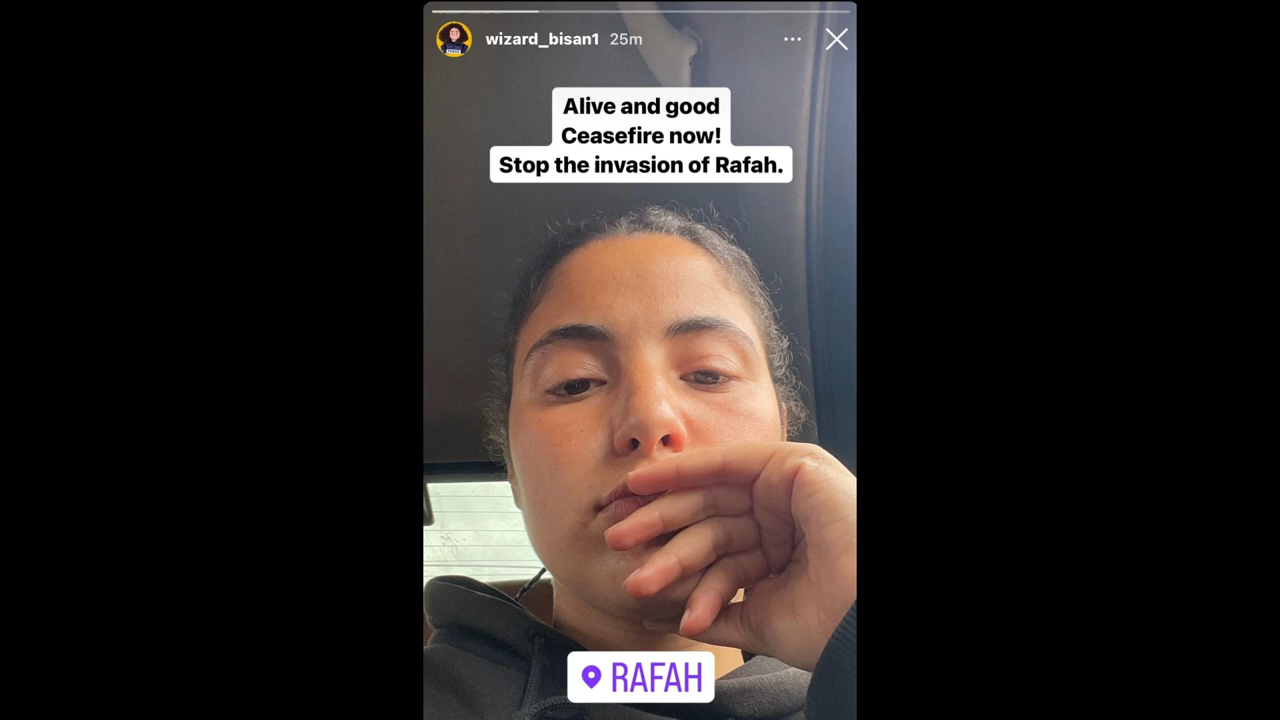 wizard_bisan1 25m
Alive and good
Ceasefire now!
Stop the invasion of Rafah.
RAFAH